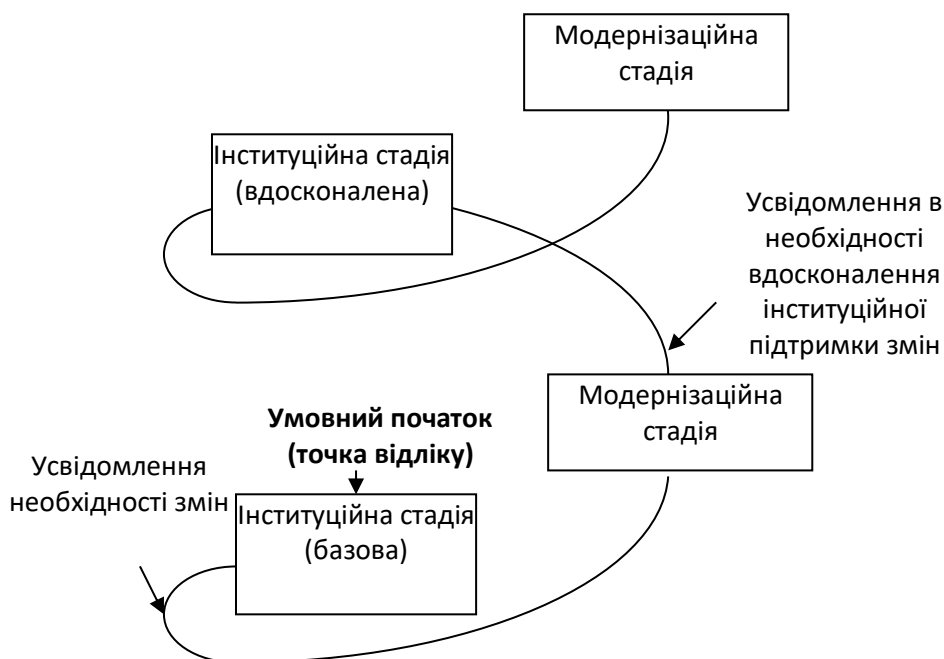 Модернізаційна
стадія
Інституційна стадія
(вдосконалена)
Усвідомлення в
необхідності
вдосконалення
інституційної
підтримки змін
Модернізаційна
стадія
Умовний початок
(точка відліку)
Усвідомлення
необхідності змін
Інституційна стадія
(базова)